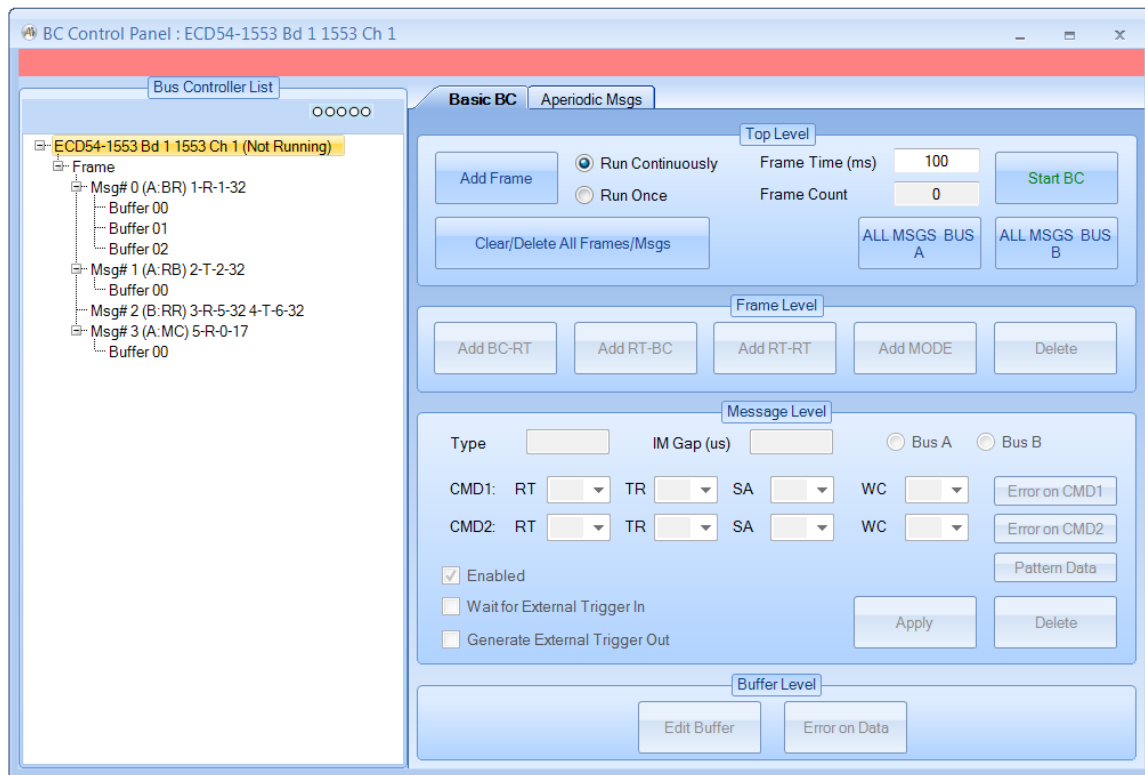 BC Control Panel : ECD54-1553 Bd 1 1553 Ch 1
Bus Controller List
ECD54-1553 Bd 1 1553 Ch 1 (Not Running)
Frame
Msg# 0 (A:BR) 1-R-1-32
Buffer 00
Buffer 01
Buffer 02
Msg# 1 (A:RB) 2-T-2-32
Buffer 00
Msg# 2 (B:RR) 3-R-5-32 4-T-6-32
Msg# 3 (A:MC) 5-R-0-17
Buffer 00
Basic BC Aperiodic Msgs
Top Level
Add Frame
Run Continuously
Run Once
Frame Time (ms) 100
Frame Count 0
Start BC
Clear/Delete All Frames/Msgs
ALL MSGS BUS
A
ALL MSGS BUS
B
Frame Level
Add BC-RT Add RT-BC Add RT-RT Add MODE Delete
Message Level
Type IM Gap (us) Bus A Bus B
CMD1: RT TR SA WC Error on CMD1
CMD2: RT TR SA WC Error on CMD2
Pattern Data
Enabled
Wait for External Trigger In
Generate External Trigger Out
Apply Delete
Buffer Level
Edit Buffer Error on Data